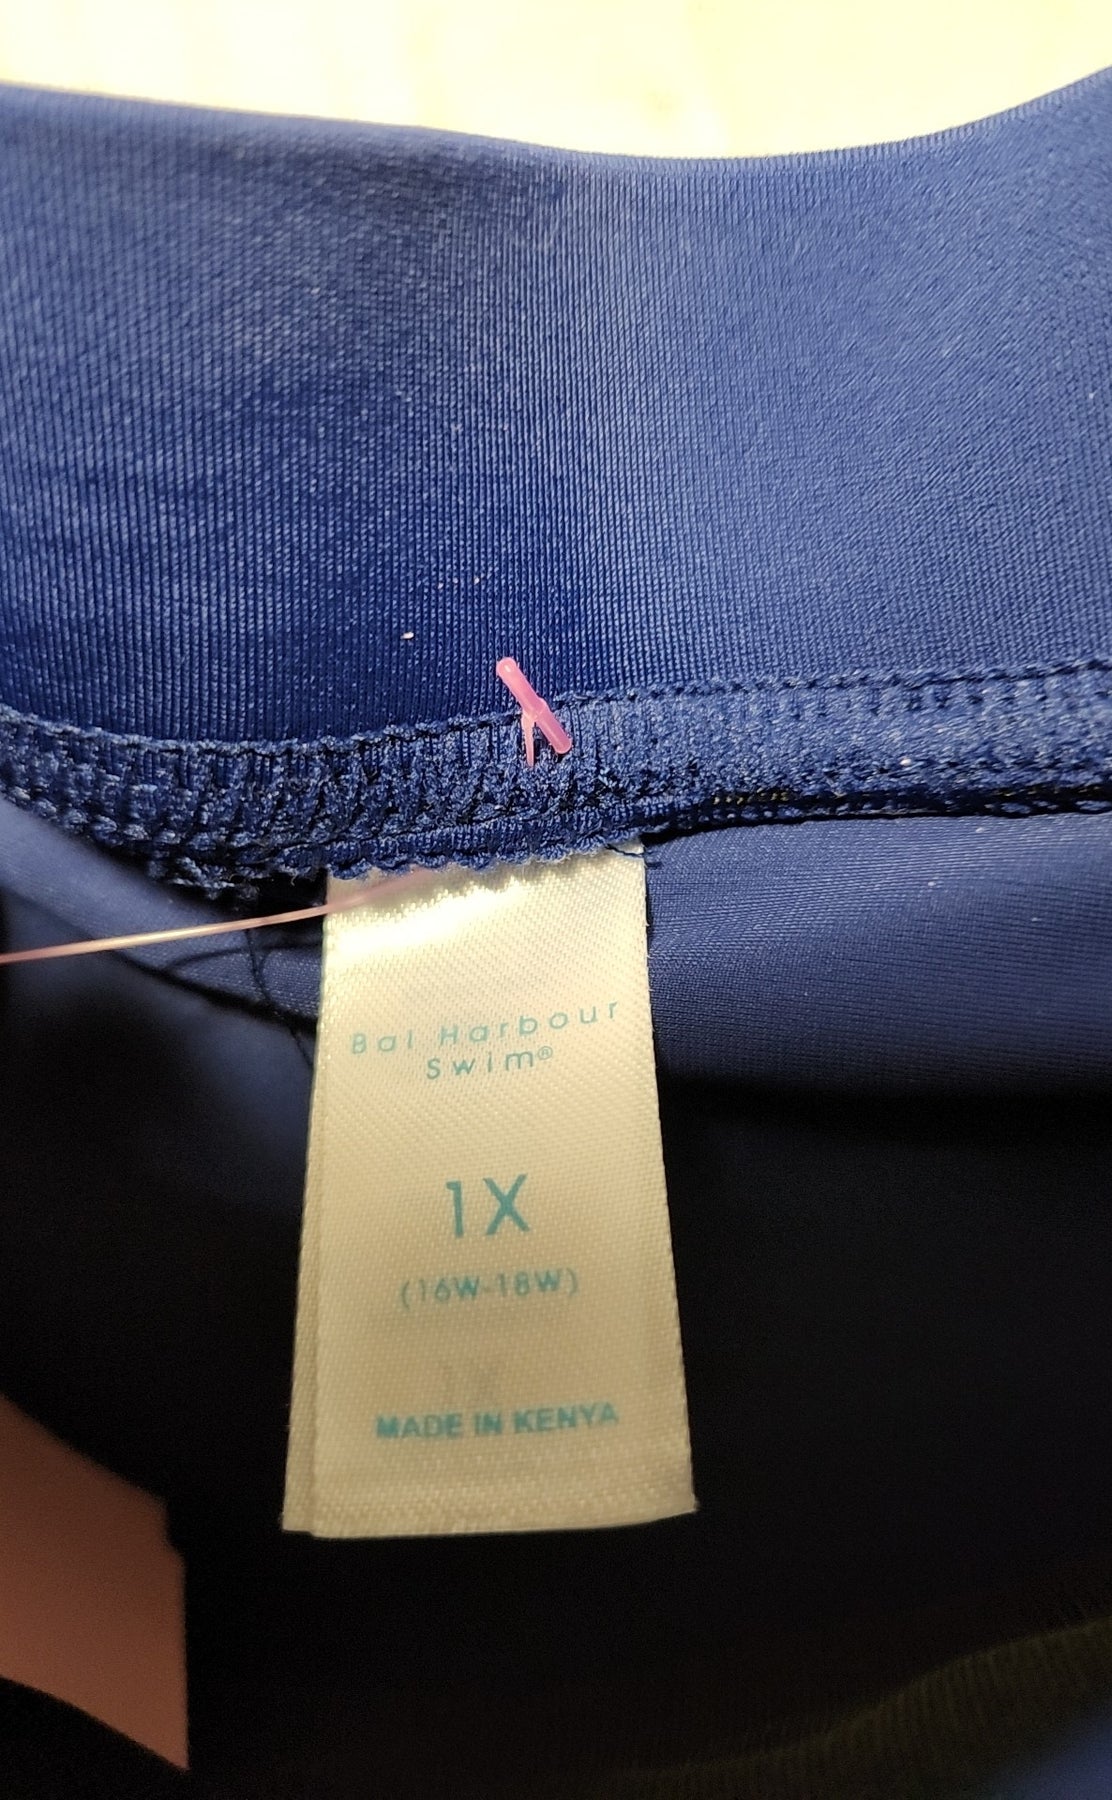 Bal Harbour
Swim®
1X
(16W-18W)
MADE IN KENYA